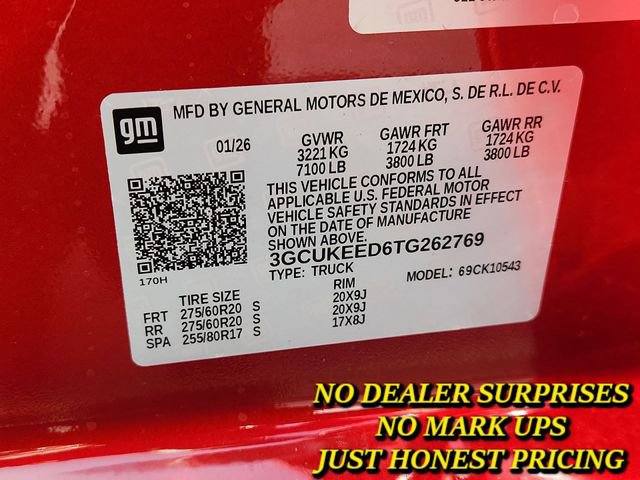 gm
MFD BY GENERAL MOTORS DE MEXICO, S. DE R.L. DE C.V.
01/26
GVWR GAWR FRT GAWR RR
3221 KG 1724 KG 1724 KG
7100 LB 3800 LB 3800 LB
THIS VEHICLE CONFORMS TO ALL
APPLICABLE U.S. FEDERAL MOTOR
VEHICLE SAFETY STANDARDS IN EFFECT
ON THE DATE OF MANUFACTURE
SHOWN ABOVE.
3GCUKEED6TG262769
170H
TYPE: TRUCK MODEL: 69CK10543
TIRE SIZE RIM
FRT 275/60R20 S 20X9J
RR 275/60R20 S 20X9J
SPA 255/80R17 S 17X8J
NO DEALER SURPRISES
NO MARK UPS
JUST HONEST PRICING